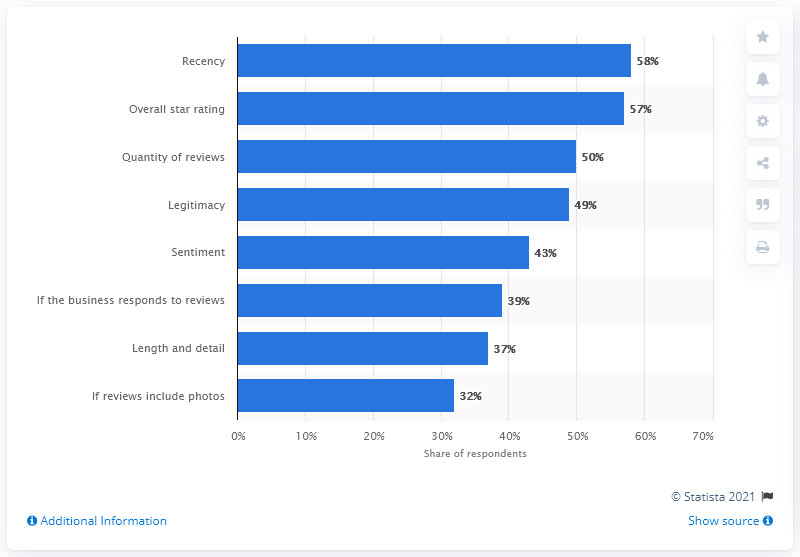 Recency 58%
Overall star rating 57%
Quantity of reviews 50%
Legitimacy 49%
Sentiment 43%
If the business responds to reviews 39%
Length and detail 37%
If reviews include photos 32%
0% 10% 20% 30% 40% 50% 60% 70%
Share of respondents
© Statista 2021
Additional Information Show source